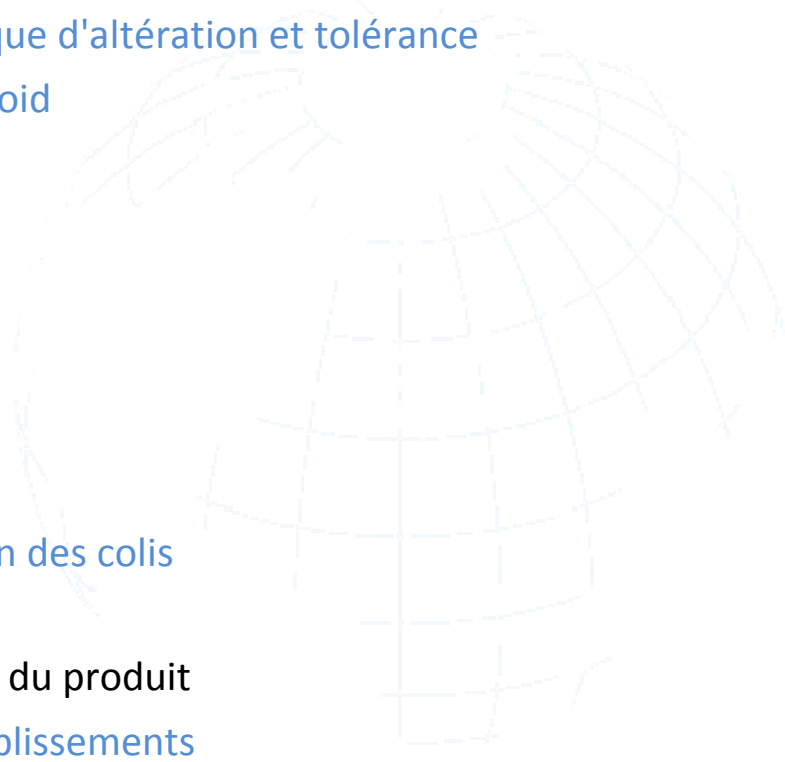 que d'altération et tolérance
oid
n des colis
du produit
blissements